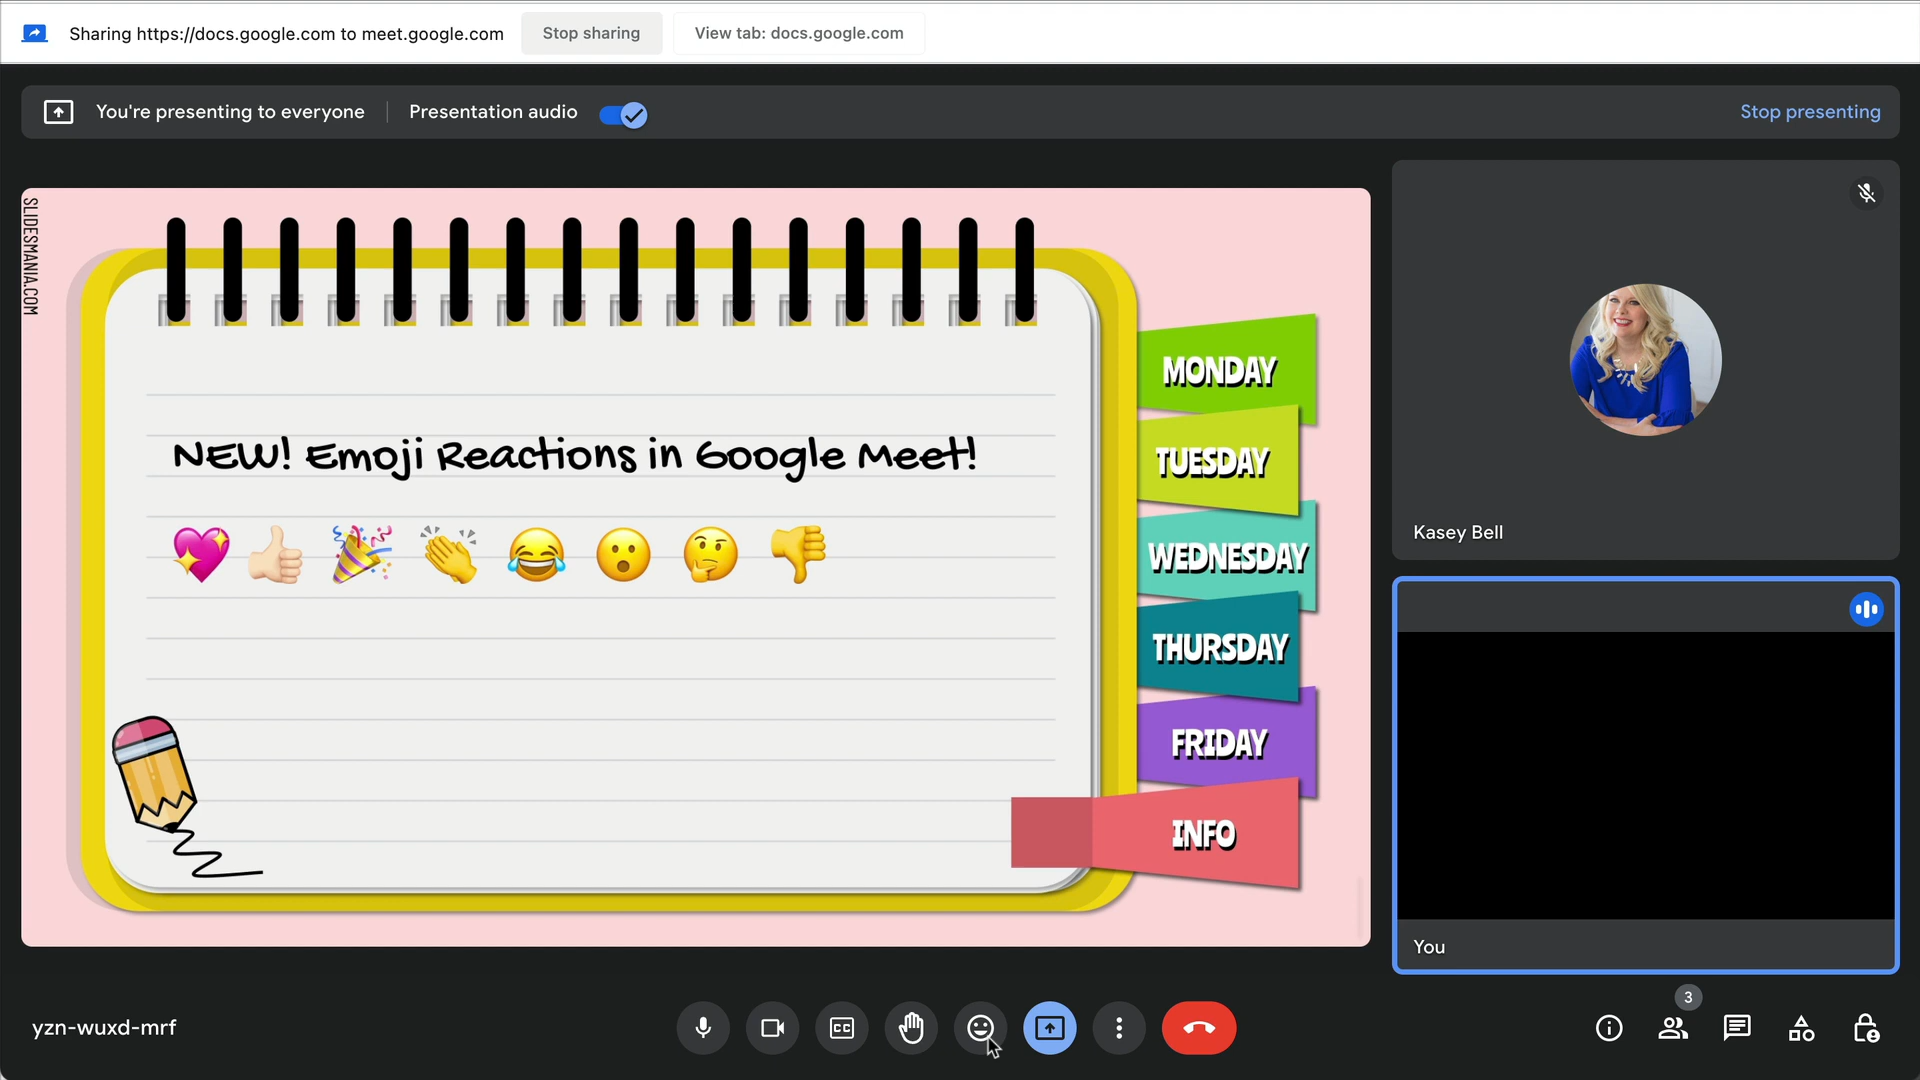 Sharing https://docs.google.com to meet.google.com Stop sharing View tab: docs.google.com
You're presenting to everyone Presentation audio Stop presenting
SLIDESMANIA.COM
NEW! Emoji Reactions in Google Meet!
MONDAY
TUESDAY
WEDNESDAY
THURSDAY
FRIDAY
INFO
Kasey Bell
You
yzn-wuxd-mrf
CC
3